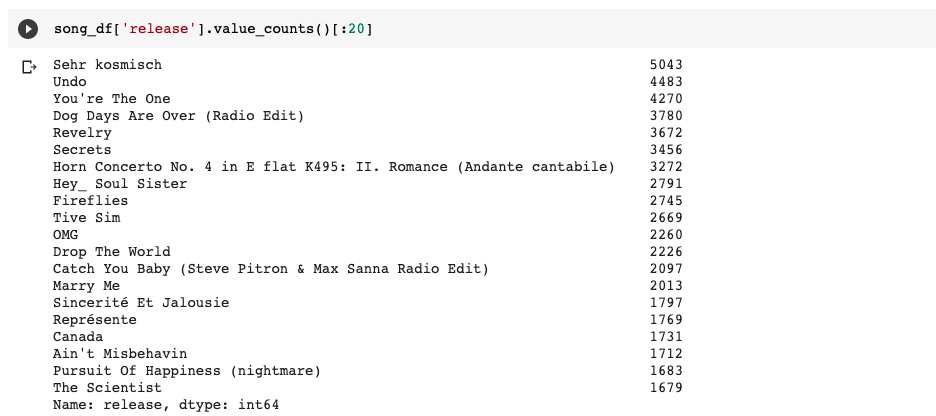 song_df['release'].value_counts()[:20]
Sehr kosmisch 5043
Undo 4483
You're The One 4270
Dog Days Are Over (Radio Edit) 3780
Revelry 3672
Secrets 3456
Horn Concerto No. 4 in E flat K495: II. Romance (Andante cantabile) 3272
Hey_ Soul Sister 2791
Fireflies 2745
Tive Sim 2669
OMG 2260
Drop The World 2226
Catch You Baby (Steve Pitron & Max Sanna Radio Edit) 2097
Marry Me 2013
Sincerité Et Jalousie 1797
Représente 1769
Canada 1731
Ain't Misbehavin 1712
Pursuit Of Happiness (nightmare) 1683
The Scientist 1679
Name: release, dtype: int64